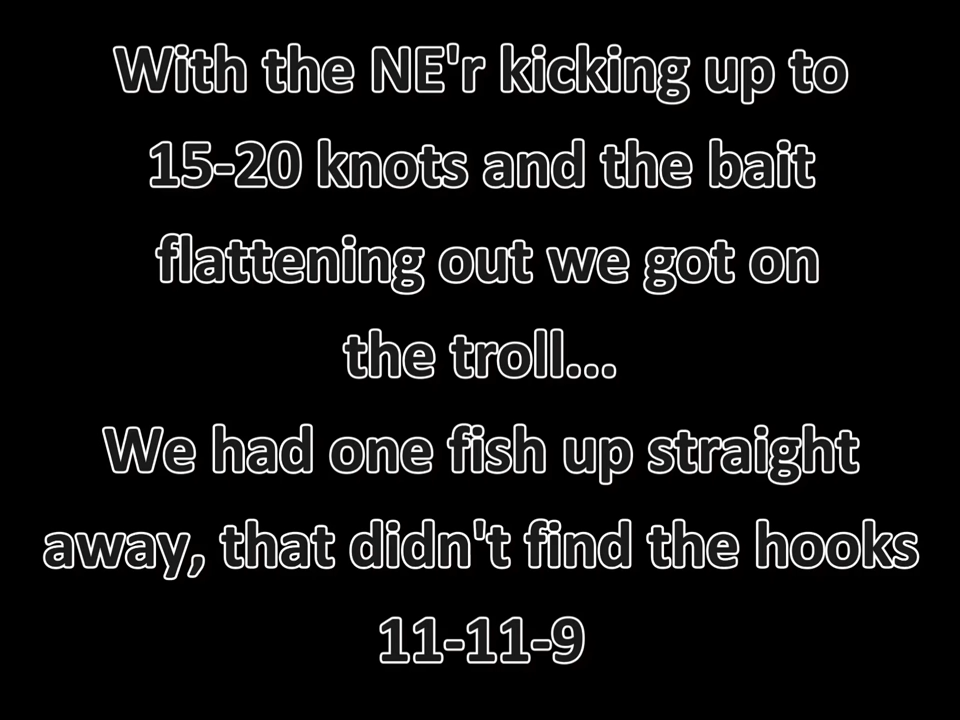 With the NE'r kicking up to
15-20 knots and the bait
flattening out we got on
the troll...
We had one fish up straight
away, that didn't find the hooks
11-11-9